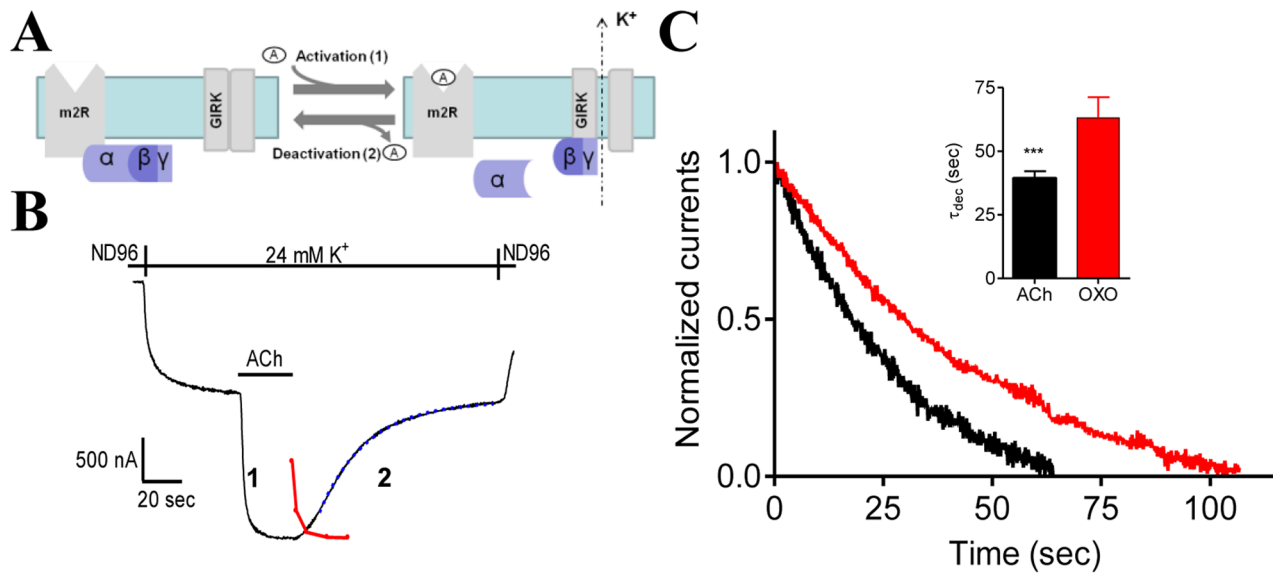 A
A Activation (1)
K⁺
m2R
GIRK
A
m2R
GIRK
Deactivation (2) A
α β γ
α
β γ
B
ND96
24 mM K⁺
ND96
ACh
500 nA
20 sec
1
2
C
Normalized currents
1.0
0.5
0.0
0 25 50 75 100
Time (sec)
τdec (sec)
75
50
25
0
***
ACh OXO